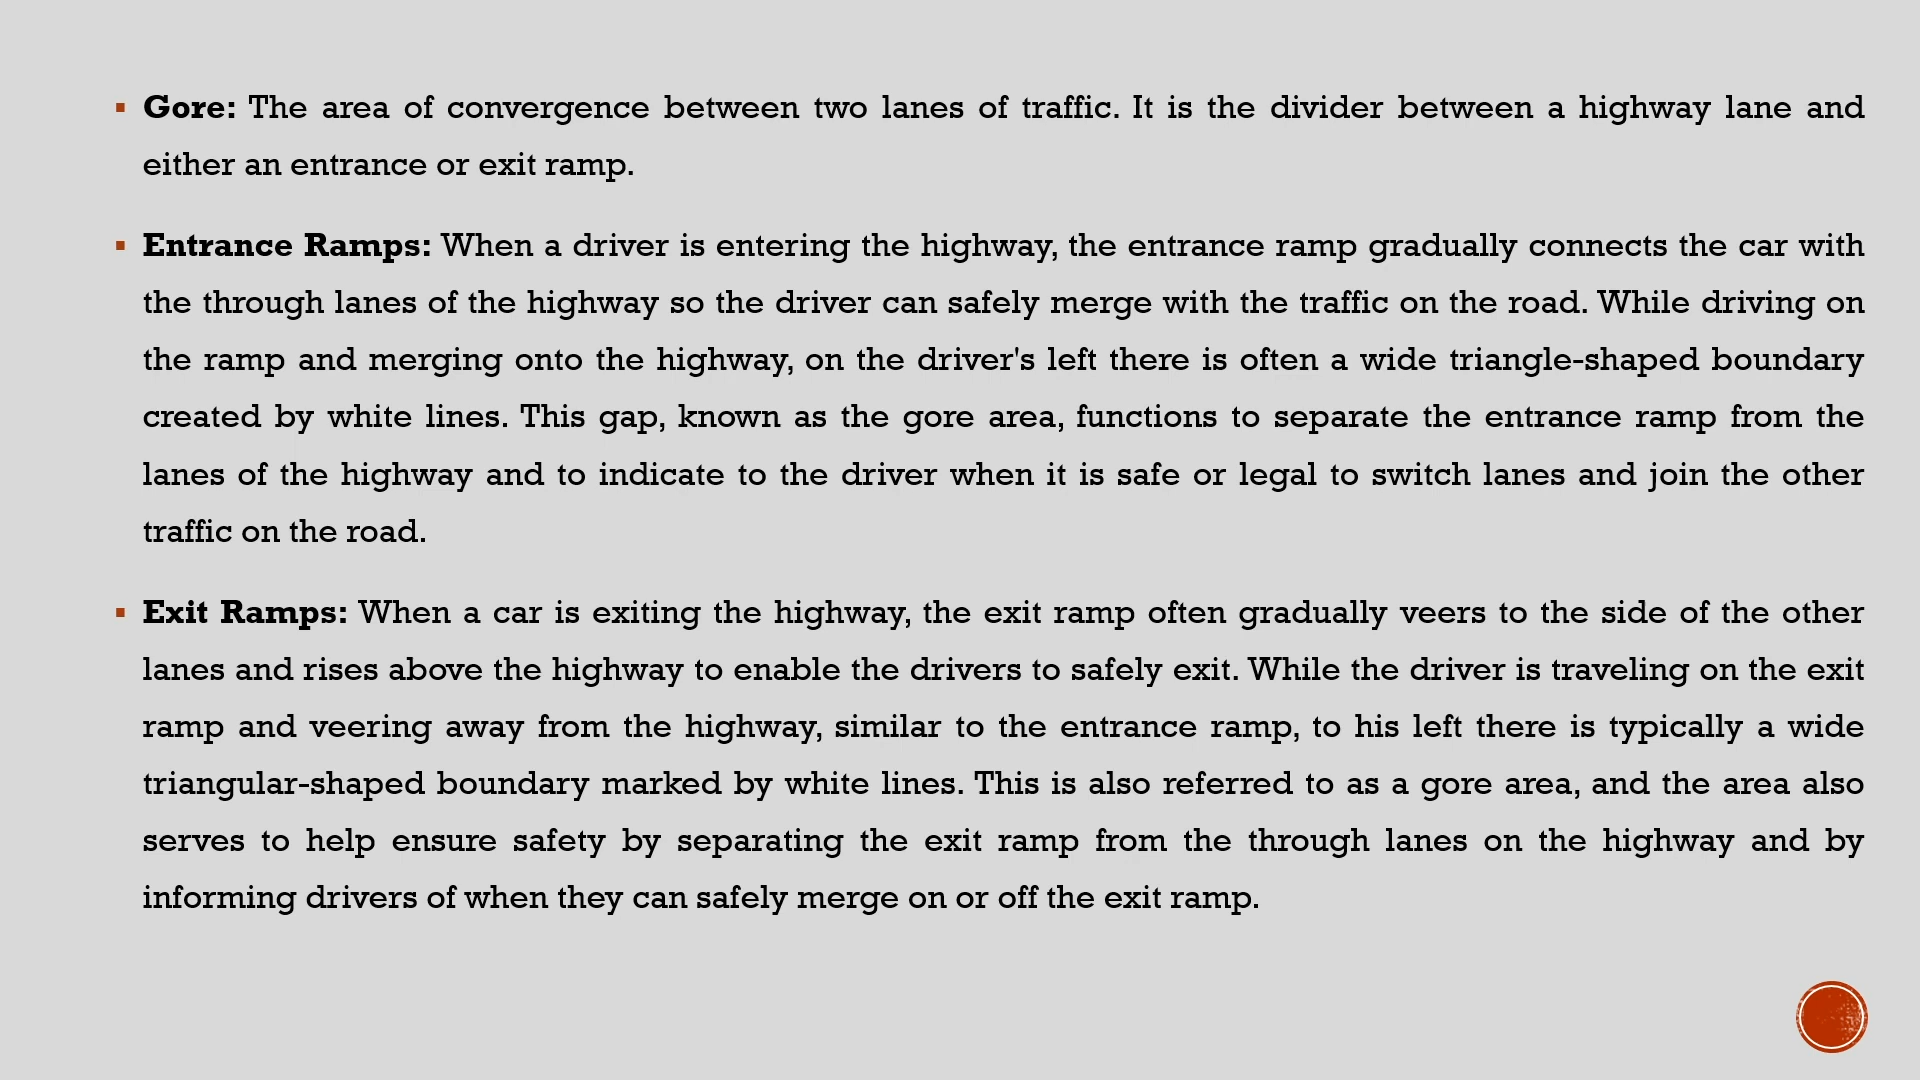 ▪ Gore: The area of convergence between two lanes of traffic. It is the divider between a highway lane and
either an entrance or exit ramp.
▪ Entrance Ramps: When a driver is entering the highway, the entrance ramp gradually connects the car with
the through lanes of the highway so the driver can safely merge with the traffic on the road. While driving on
the ramp and merging onto the highway, on the driver's left there is often a wide triangle-shaped boundary
created by white lines. This gap, known as the gore area, functions to separate the entrance ramp from the
lanes of the highway and to indicate to the driver when it is safe or legal to switch lanes and join the other
traffic on the road.
▪ Exit Ramps: When a car is exiting the highway, the exit ramp often gradually veers to the side of the other
lanes and rises above the highway to enable the drivers to safely exit. While the driver is traveling on the exit
ramp and veering away from the highway, similar to the entrance ramp, to his left there is typically a wide
triangular-shaped boundary marked by white lines. This is also referred to as a gore area, and the area also
serves to help ensure safety by separating the exit ramp from the through lanes on the highway and by
informing drivers of when they can safely merge on or off the exit ramp.